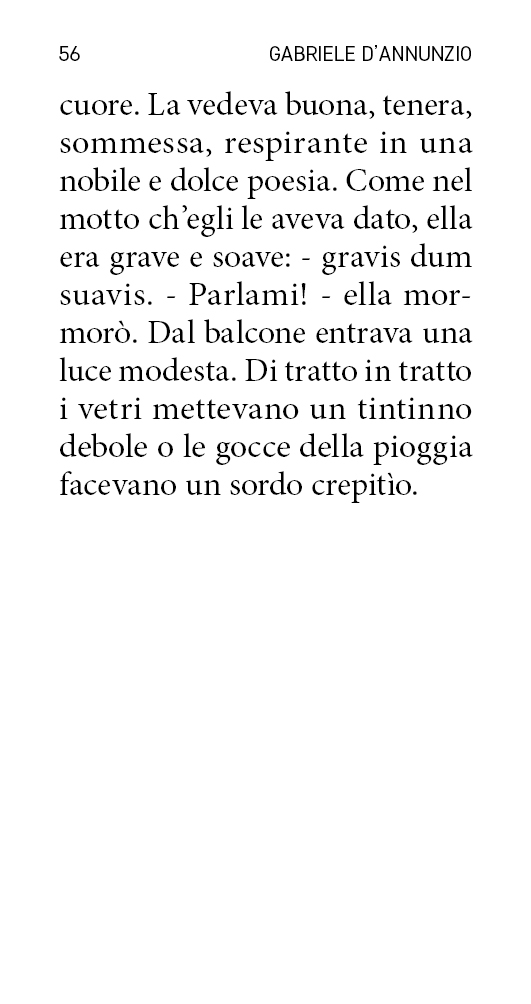 56 GABRIELE D’ANNUNZIO
cuore. La vedeva buona, tenera,
sommessa, respirante in una
nobile e dolce poesia. Come nel
motto ch’egli le aveva dato, ella
era grave e soave: - gravis dum
suavis. - Parlami! - ella mor-
morò. Dal balcone entrava una
luce modesta. Di tratto in tratto
i vetri mettevano un tintinno
debole o le gocce della pioggia
facevano un sordo crepitìo.